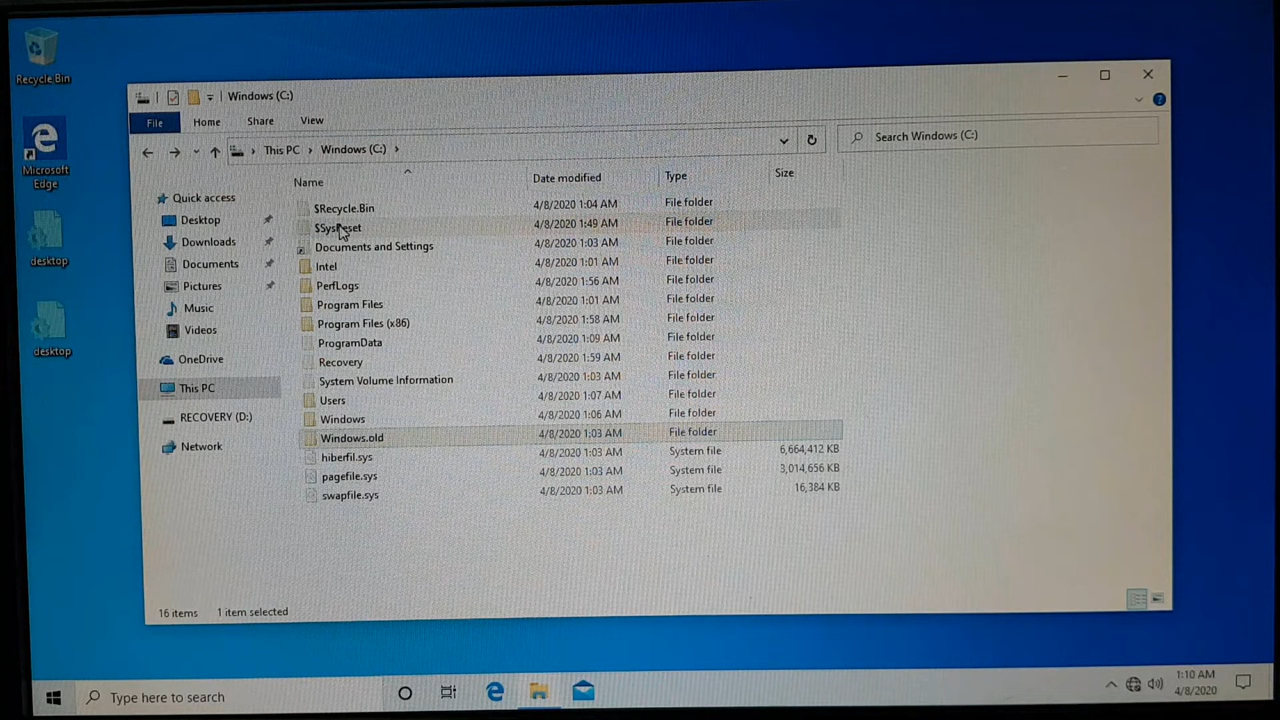 Recycle Bin
Microsoft
Edge
desktop
desktop
Windows (C:)
File Home Share View
This PC Windows (C:) Search Windows (C:)
Quick access
Desktop
Downloads
Documents
Pictures
Music
Videos
OneDrive
This PC
RECOVERY (D:)
Network
Name Date modified Type Size
$Recycle.Bin 4/8/2020 1:04 AM File folder
4/8/2020 1:49 AM File folder
Documents and Settings 4/8/2020 1:03 AM File folder
Intel 4/8/2020 1:01 AM File folder
PerfLogs 4/8/2020 1:56 AM File folder
Program Files 4/8/2020 1:01 AM File folder
Program Files (x86) 4/8/2020 1:58 AM File folder
ProgramData 4/8/2020 1:09 AM File folder
Recovery 4/8/2020 1:59 AM File folder
System Volume Information 4/8/2020 1:03 AM File folder
Users 4/8/2020 1:07 AM File folder
Windows 4/8/2020 1:06 AM File folder
Windows.old 4/8/2020 1:03 AM File folder
hiberfil.sys 4/8/2020 1:03 AM System file 6,664,412 KB
pagefile.sys 4/8/2020 1:03 AM System file 3,014,656 KB
swapfile.sys 4/8/2020 1:03 AM System file 16,384 KB
16 items 1 item selected
Type here to search
1:10 AM
4/8/2020